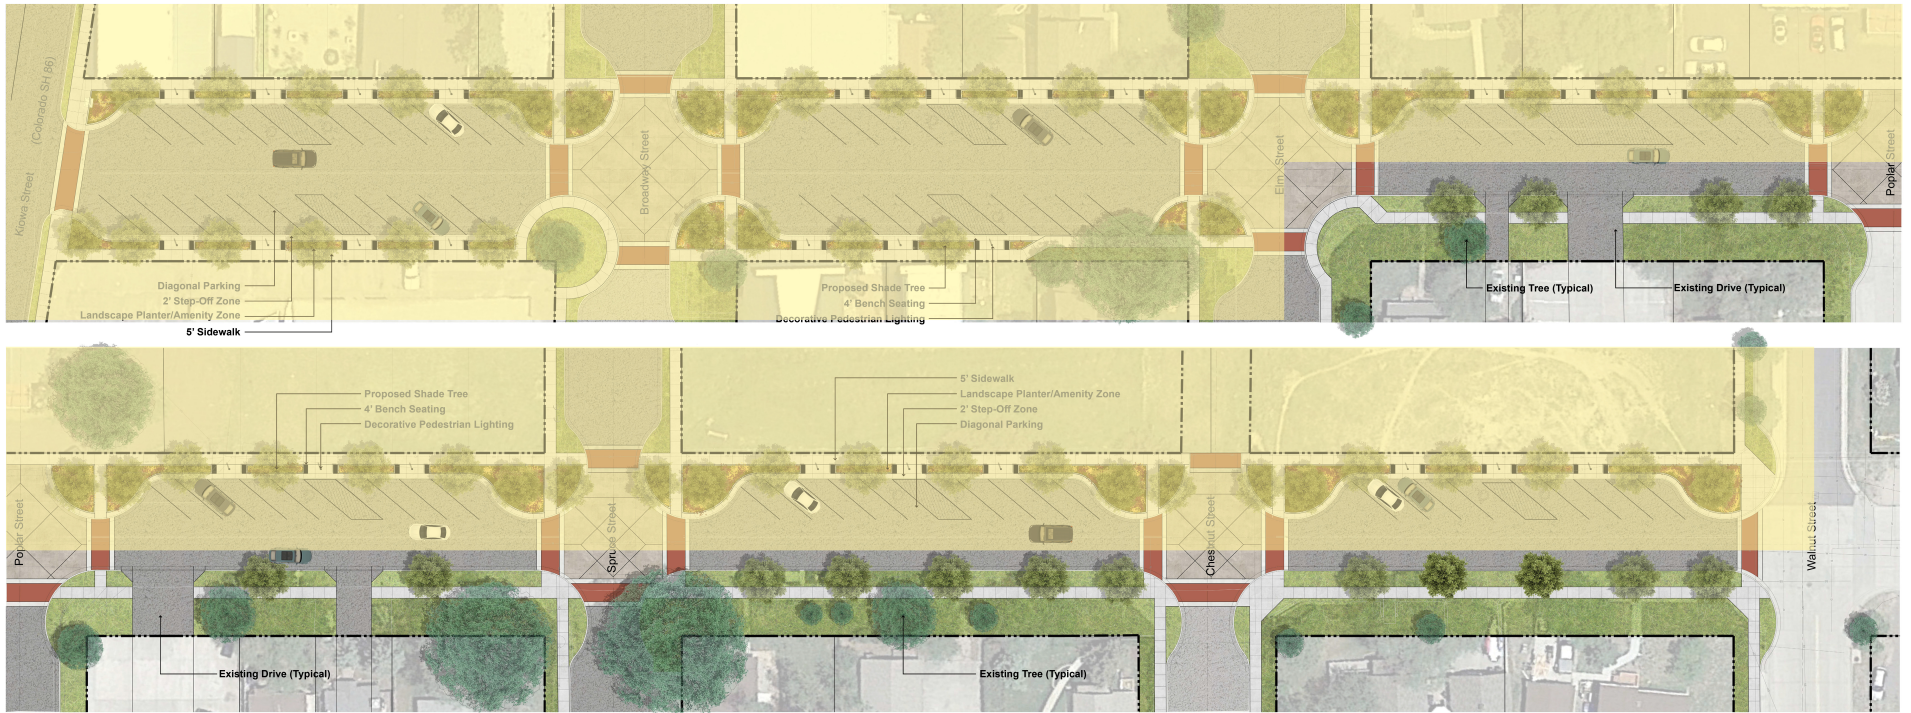 Kiowa Street
(Colorado SH 86)
Broadway Street
Elm Street
Poplar Street
Diagonal Parking
2' Step-Off Zone
Landscape Planter/Amenity Zone
5' Sidewalk
Proposed Shade Tree
4' Bench Seating
Decorative Pedestrian Lighting
Existing Tree (Typical)
Existing Drive (Typical)
Proposed Shade Tree
4' Bench Seating
Decorative Pedestrian Lighting
5' Sidewalk
Landscape Planter/Amenity Zone
2' Step-Off Zone
Diagonal Parking
Poplar Street
Spruce Street
Chestnut Street
Walnut Street
Existing Drive (Typical)
Existing Tree (Typical)